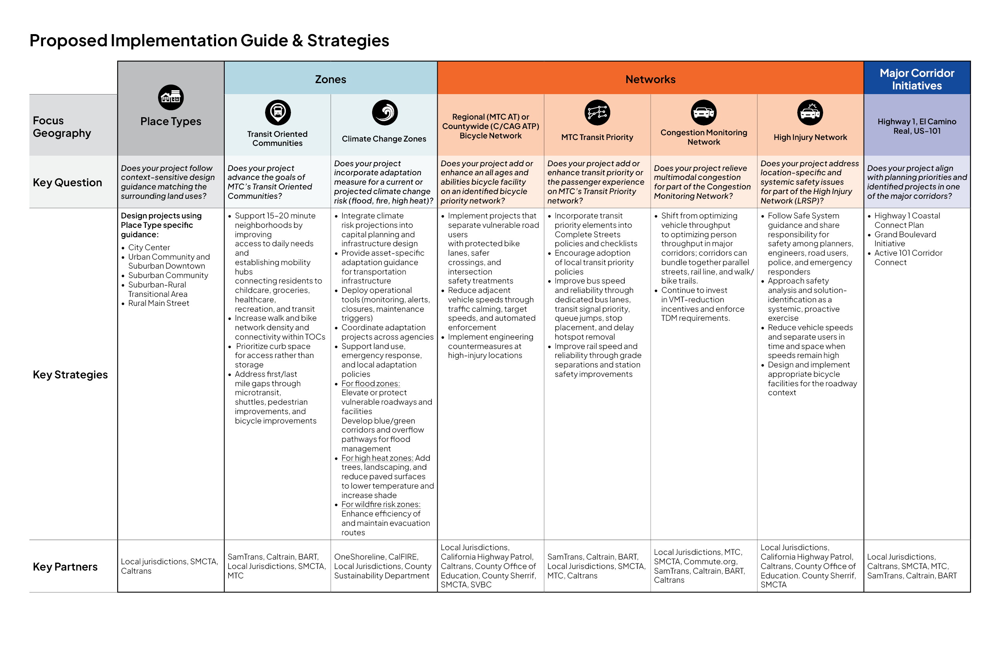 Proposed Implementation Guide & Strategies
Zones
Networks
Major Corridor
Initiatives
Focus
Geography
Place Types
Transit Oriented
Communities
Climate Change Zones
Regional (MTC AT) or
Countywide (C/CAG ATP)
Bicycle Network
MTC Transit Priority
Congestion Monitoring
Network
High Injury Network
Highway 1, El Camino
Real, US-101
Key Question
Does your project follow
context-sensitive design
guidance matching the
surrounding land uses?
Does your project
advance the goals of
MTC's Transit Oriented
Communities?
Does your project
incorporate adaptation
measure for a current or
projected climate change
risk (flood, fire, high heat)?
Does your project add or
enhance an all ages and
abilities bicycle facility
on an identified bicycle
priority network?
Does your project add or
enhance transit priority or
the passenger experience
on MTC's Transit Priority
network?
Does your project relieve
multimodal congestion
for part of the Congestion
Monitoring Network?
Does your project address
location-specific and
systemic safety issues
for part of the High Injury
Network (LRSP)?
Does your project align
with planning priorities and
identified projects in one
of the major corridors?
Key Strategies
Design projects using
Place Type specific
guidance:
• City Center
• Urban Community and
Suburban Downtown
• Suburban Community
• Suburban-Rural
Transitional Area
• Rural Main Street
• Support 15-20 minute
neighborhoods by
improving
access to daily needs
and
establishing mobility
hubs
connecting residents to
childcare, groceries,
healthcare,
recreation, and transit
• Increase walk and bike
network density and
connectivity within TOCs
• Prioritize curb space
for access rather than
storage
• Address first/last
mile gaps through
microtransit,
shuttles, pedestrian
improvements, and
bicycle improvements
• Integrate climate
risk projections into
capital planning and
infrastructure design
• Provide asset-specific
adaptation guidance
for transportation
infrastructure
• Deploy operational
tools (monitoring, alerts,
closures, maintenance
triggers)
• Coordinate adaptation
projects across agencies
• Support land use,
emergency response,
and local adaptation
policies
• For flood zones:
Elevate or protect
vulnerable roadways and
facilities
Develop blue/green
corridors and overflow
pathways for flood
management
• For high heat zones: Add
trees, landscaping, and
reduce paved surfaces
to lower temperature and
increase shade
• For wildfire risk zones:
Enhance efficiency of
and maintain evacuation
routes
• Implement projects that
separate vulnerable road
users
with protected bike
lanes, safer
crossings, and
intersection
safety treatments
• Reduce adjacent
vehicle speeds through
traffic calming, target
speeds, and automated
enforcement
• Implement engineering
countermeasures at
high-injury locations
• Incorporate transit
priority elements into
Complete Streets
policies and checklists
• Encourage adoption
of local transit priority
policies
• Improve bus speed
and reliability through
dedicated bus lanes,
transit signal priority,
queue jumps, stop
placement, and delay
hotspot removal
• Improve rail speed and
reliability through grade
separations and station
safety improvements
• Shift from optimizing
vehicle throughput
to optimizing person
throughput in major
corridors; corridors can
bundle together parallel
streets, rail line, and walk/
bike trails.
• Continue to invest
in VMT-reduction
incentives and enforce
TDM requirements.
• Follow Safe System
guidance and share
responsibility for
safety among planners,
engineers, road users,
police, and emergency
responders
• Approach safety
analysis and solution-
identification as a
systemic, proactive
exercise
• Reduce vehicle speeds
and separate users in
time and space when
speeds remain high
• Design and implement
appropriate bicycle
facilities for the roadway
context
• Highway 1 Coastal
Connect Plan
• Grand Boulevard
Initiative
• Active 101 Corridor
Connect
Key Partners
Local jurisdictions, SMCTA,
Caltrans
SamTrans, Caltrain, BART,
Local Jurisdictions, SMCTA,
MTC
OneShoreline, CalFIRE,
Local Jurisdictions, County
Sustainability Department
Local Jurisdictions,
California Highway Patrol,
Caltrans, County Office of
Education, County Sherrif,
SMCTA, SVBC
SamTrans, Caltrain, BART,
Local Jurisdictions, SMCTA,
MTC, Caltrans
Local Jurisdictions, MTC,
SMCTA, Commute.org,
SamTrans, Caltrain, BART,
Caltrans
Local Jurisdictions,
California Highway Patrol,
Caltrans, County Office of
Education. County Sherrif,
SMCTA
Local Jurisdictions,
Caltrans, SMCTA, MTC,
SamTrans, Caltrain, BART